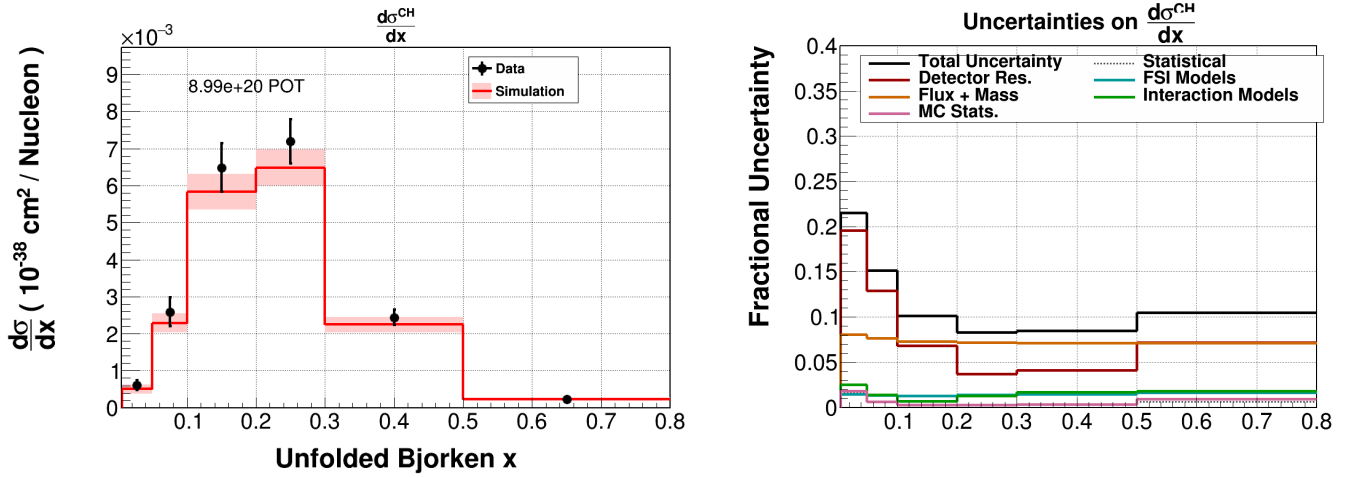 dσ^CH
dx
×10⁻³
9
8
7
6
5
4
3
2
1
0
dσ
dx ( 10⁻³⁸ cm² / Nucleon )
8.99e+20 POT
Data
Simulation
0.1 0.2 0.3 0.4 0.5 0.6 0.7 0.8
Unfolded Bjorken x
Uncertainties on dσ^CH
dx
0.4
0.35
0.3
0.25
0.2
0.15
0.1
0.05
0
Fractional Uncertainty
Total Uncertainty Statistical
Detector Res. FSI Models
Flux + Mass Interaction Models
MC Stats.
0.1 0.2 0.3 0.4 0.5 0.6 0.7 0.8